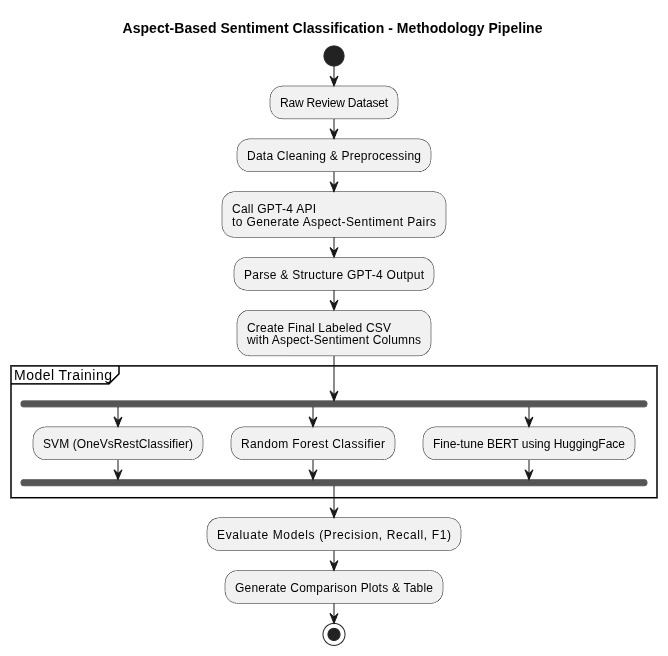 Aspect-Based Sentiment Classification - Methodology Pipeline
Raw Review Dataset
Data Cleaning & Preprocessing
Call GPT-4 API
to Generate Aspect-Sentiment Pairs
Parse & Structure GPT-4 Output
Create Final Labeled CSV
with Aspect-Sentiment Columns
Model Training
SVM (OneVsRestClassifier)
Random Forest Classifier
Fine-tune BERT using HuggingFace
Evaluate Models (Precision, Recall, F1)
Generate Comparison Plots & Table